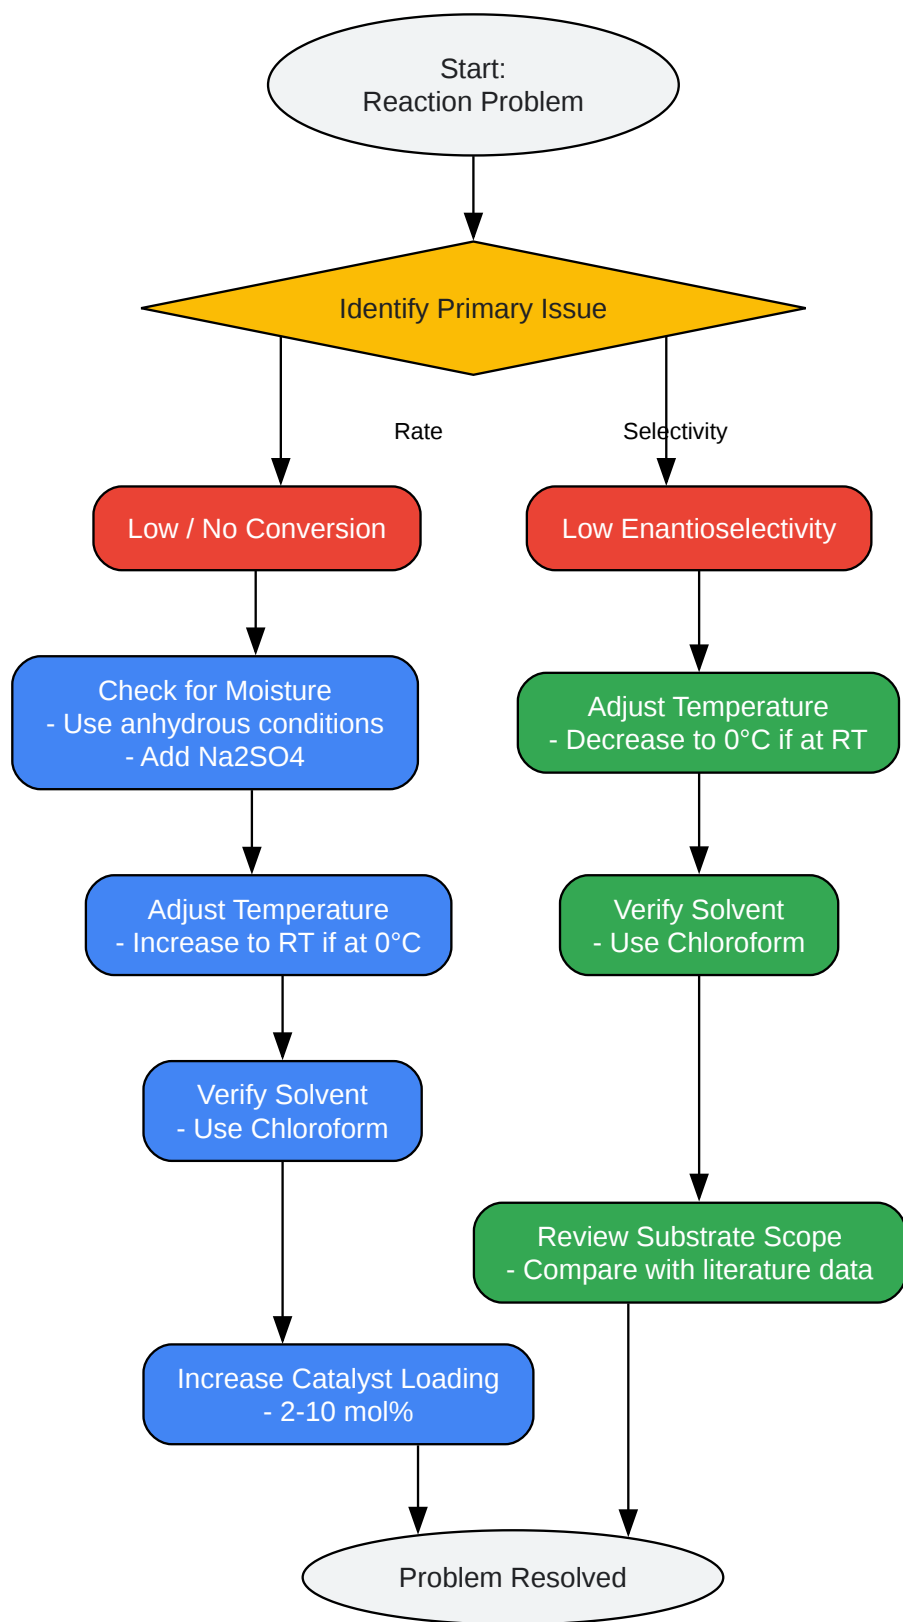 Start:
Reaction Problem
Identify Primary Issue
Rate
Selectivity
Low / No Conversion
Low Enantioselectivity
Check for Moisture
- Use anhydrous conditions
- Add Na2SO4
Adjust Temperature
- Decrease to 0°C if at RT
Adjust Temperature
- Increase to RT if at 0°C
Verify Solvent
- Use Chloroform
Verify Solvent
- Use Chloroform
Review Substrate Scope
- Compare with literature data
Increase Catalyst Loading
- 2-10 mol%
Problem Resolved